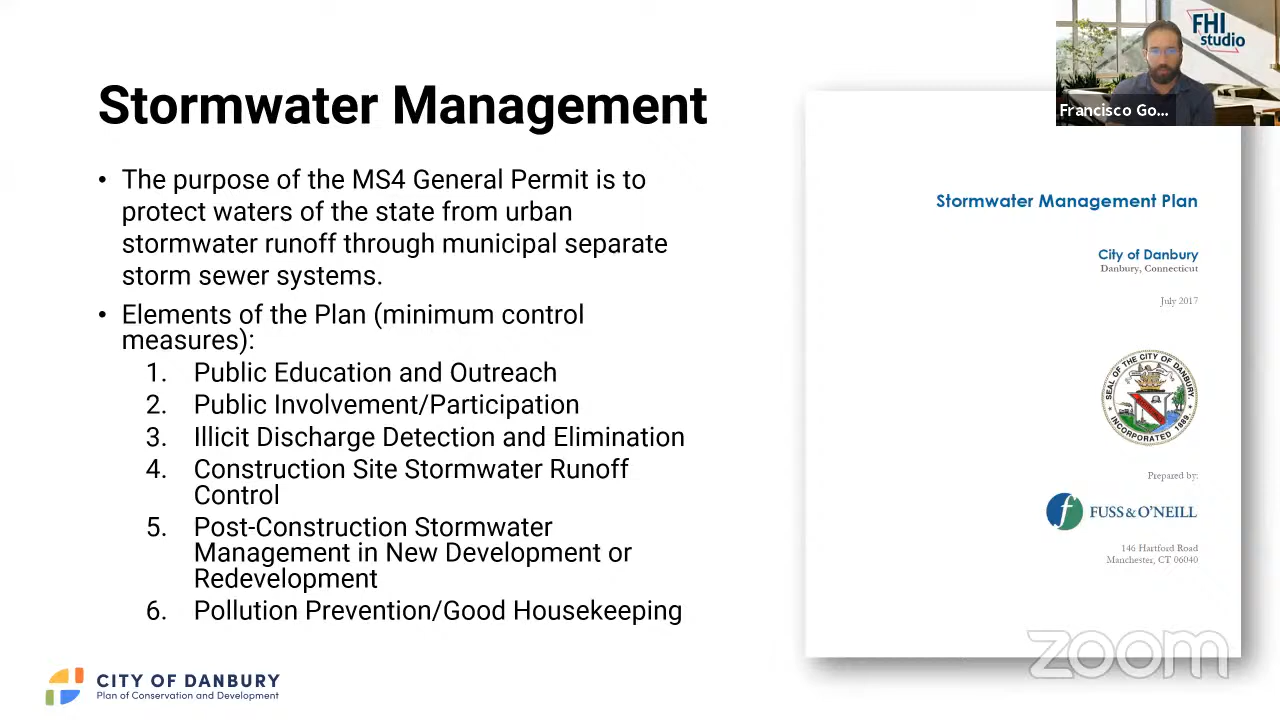 FHI
studio
Francisco Go...
Stormwater Management
• The purpose of the MS4 General Permit is to
protect waters of the state from urban
stormwater runoff through municipal separate
storm sewer systems.
• Elements of the Plan (minimum control
measures):
1. Public Education and Outreach
2. Public Involvement/Participation
3. Illicit Discharge Detection and Elimination
4. Construction Site Stormwater Runoff
Control
5. Post-Construction Stormwater
Management in New Development or
Redevelopment
6. Pollution Prevention/Good Housekeeping
CITY OF DANBURY
Plan of Conservation and Development
Stormwater Management Plan
City of Danbury
Danbury, Connecticut
July 2017
SEAL OF THE CITY OF DANBURY
INCORPORATED 1889
Prepared by:
f FUSS & O'NEILL
146 Hartford Road
Manchester, CT 06040
zoom